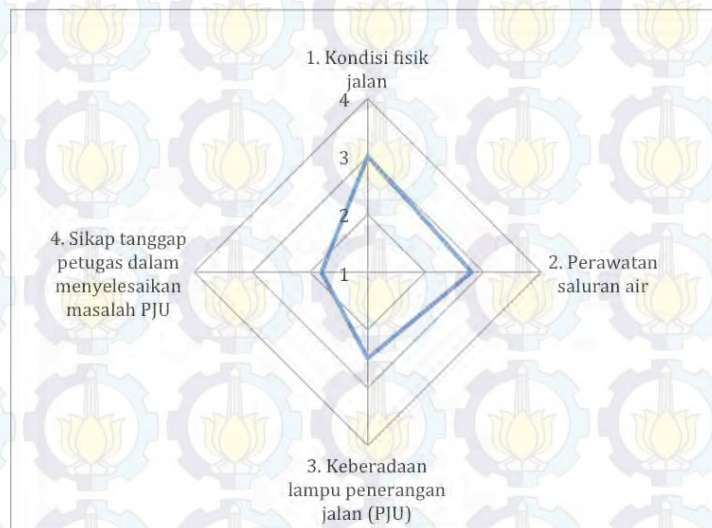 1. Kondisi fisik
jalan
4
3
2
1
4. Sikap tanggap
petugas dalam
menyelesaikan
masalah PJU
2. Perawatan
saluran air
3. Keberadaan
lampu penerangan
jalan (PJU)